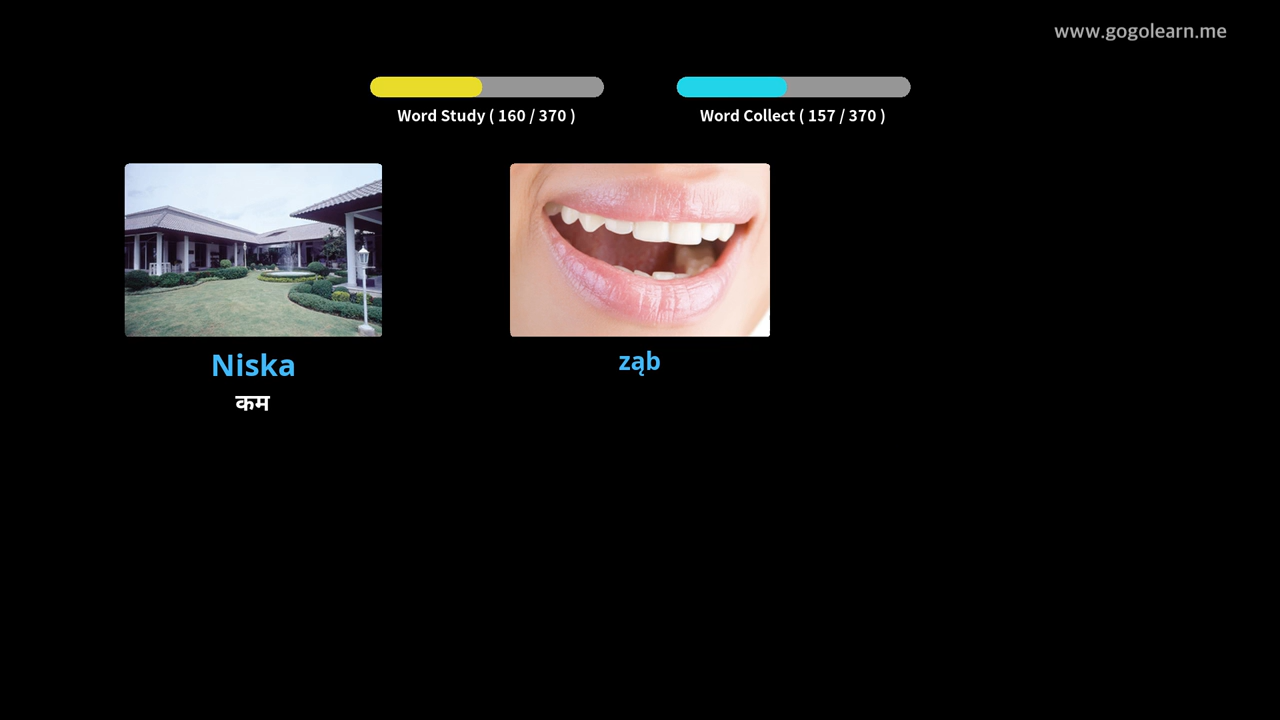 www.gogolearn.me
Word Study ( 160 / 370 )
Word Collect ( 157 / 370 )
Niska
कम
ząb